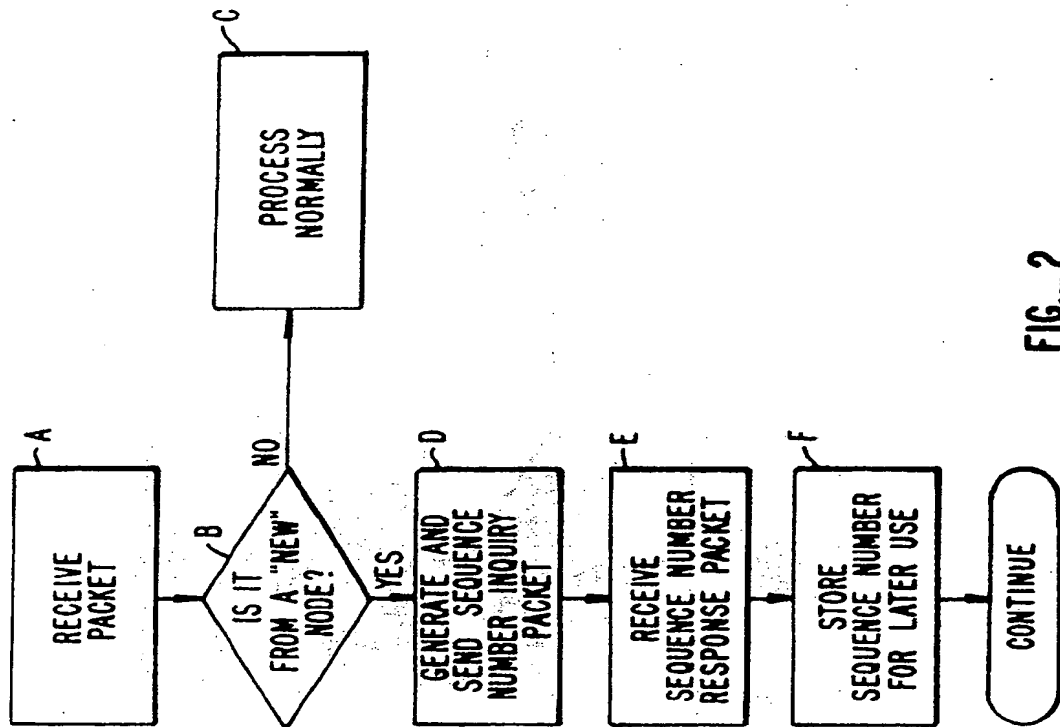 A
RECEIVE
PACKET
B
IS IT
FROM A "NEW"
NODE?
NO
YES
C
PROCESS
NORMALLY
D
GENERATE AND
SEND SEQUENCE
NUMBER INQUIRY
PACKET
E
RECEIVE
SEQUENCE NUMBER
RESPONSE PACKET
F
STORE
SEQUENCE NUMBER
FOR LATER USE
CONTINUE
FIG. 2